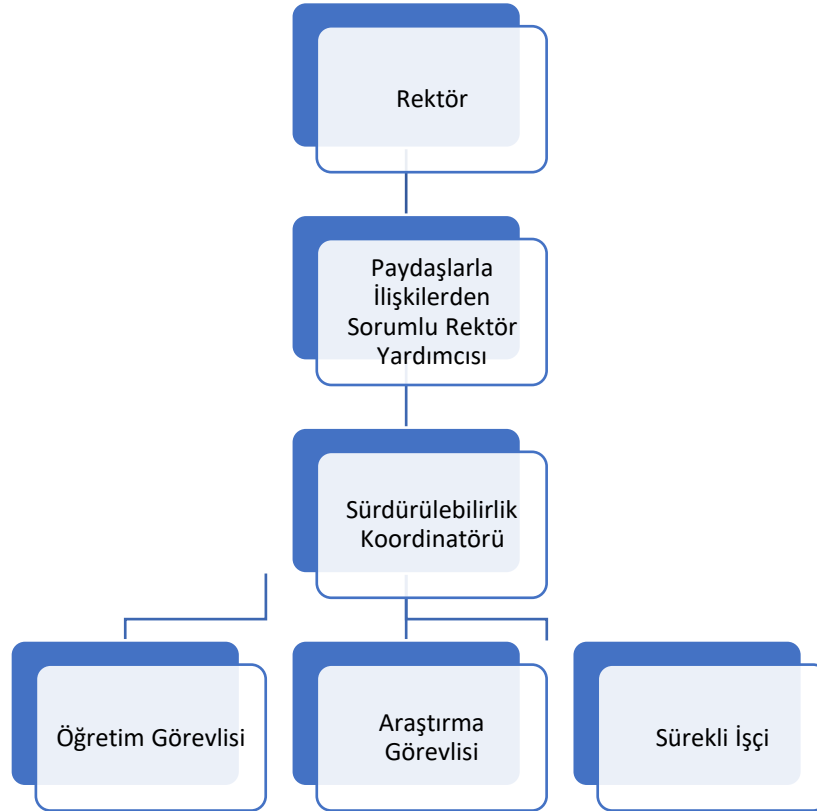 Rektör
Paydaşlarla
İlişkilerden
Sorumlu Rektör
Yardımcısı
Sürdürülebilirlik
Koordinatörü
Öğretim Görevlisi
Araştırma
Görevlisi
Sürekli İşçi